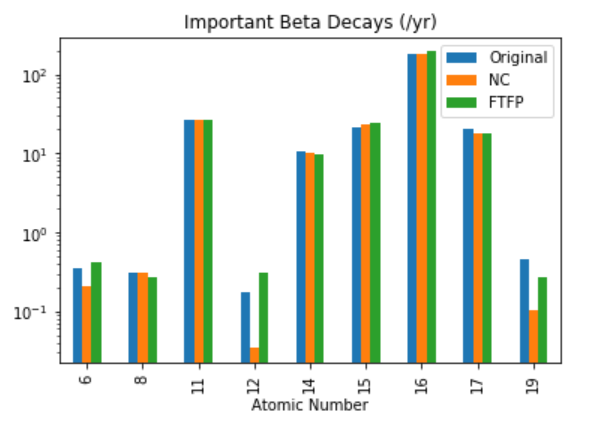 Important Beta Decays (/yr)
Original
NC
FTFP
10²
10¹
10⁰
10⁻¹
6 8 11 12 14 15 16 17 19
Atomic Number